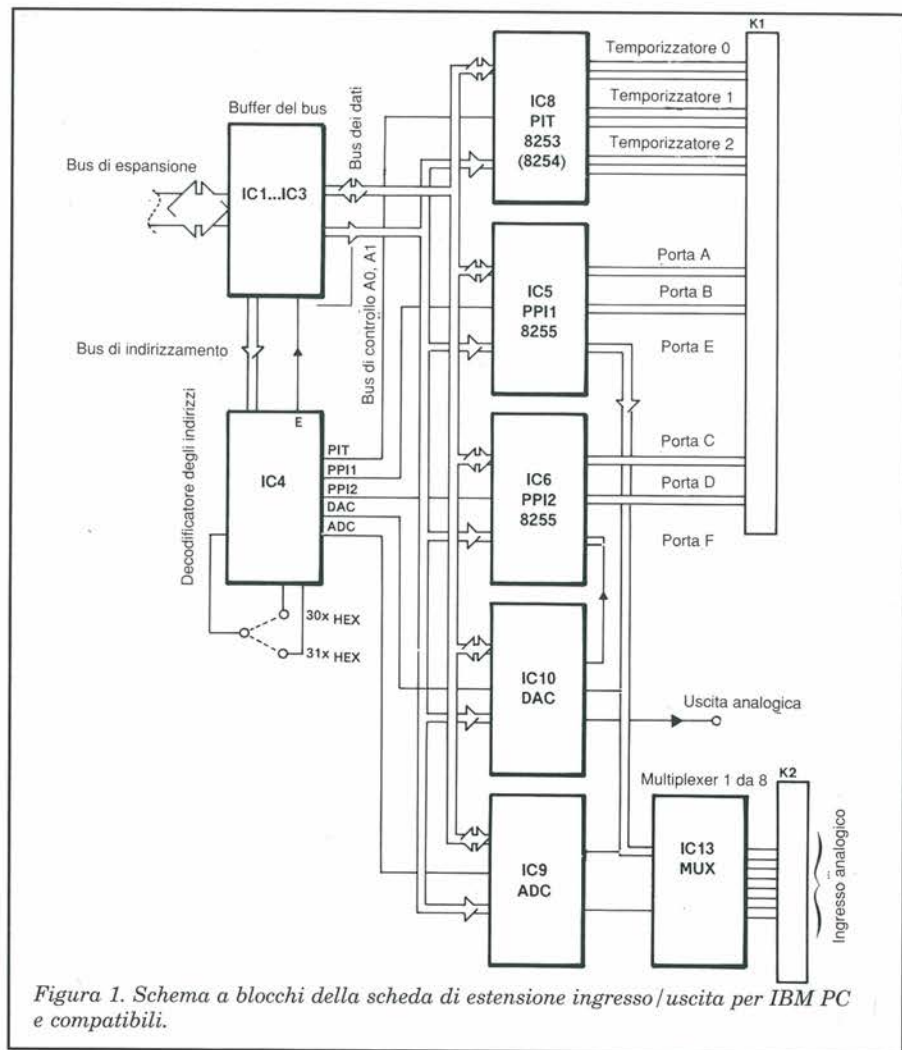 K1
Temporizzatore 0
Buffer del bus
Bus dei dati
IC8
PIT
8253
(8254)
Temporizzatore 1
Temporizzatore 2
Bus di espansione
IC1...IC3
Porta A
Porta B
IC5
PPI1
8255
Bus di controllo A0, A1
Bus di indirizzamento
Porta E
E
Decodificatore degli indirizzi
IC4
PIT
PPI1
PPI2
DAC
ADC
Porta C
IC6
PPI2
8255
Porta D
Porta F
30x HEX
31x HEX
IC10
DAC
Uscita analogica
Multiplexer 1 da 8
K2
IC9
ADC
IC13
MUX
Ingresso analogico
Figura 1. Schema a blocchi della scheda di estensione ingresso/uscita per IBM PC
e compatibili.